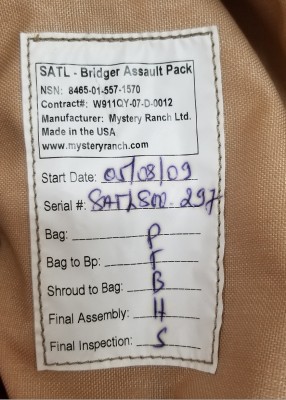 SATL - Bridger Assault Pack
NSN: 8465-01-557-1570
Contract#: W911QY-07-D-0012
Manufacturer: Mystery Ranch Ltd.
Made in the USA
www.mysteryranch.com
Start Date: 05/08/09
Serial #: SATLSM-297
Bag: P
Bag to Bp: T
Shroud to Bag: B
Final Assembly: H
Final Inspection: S